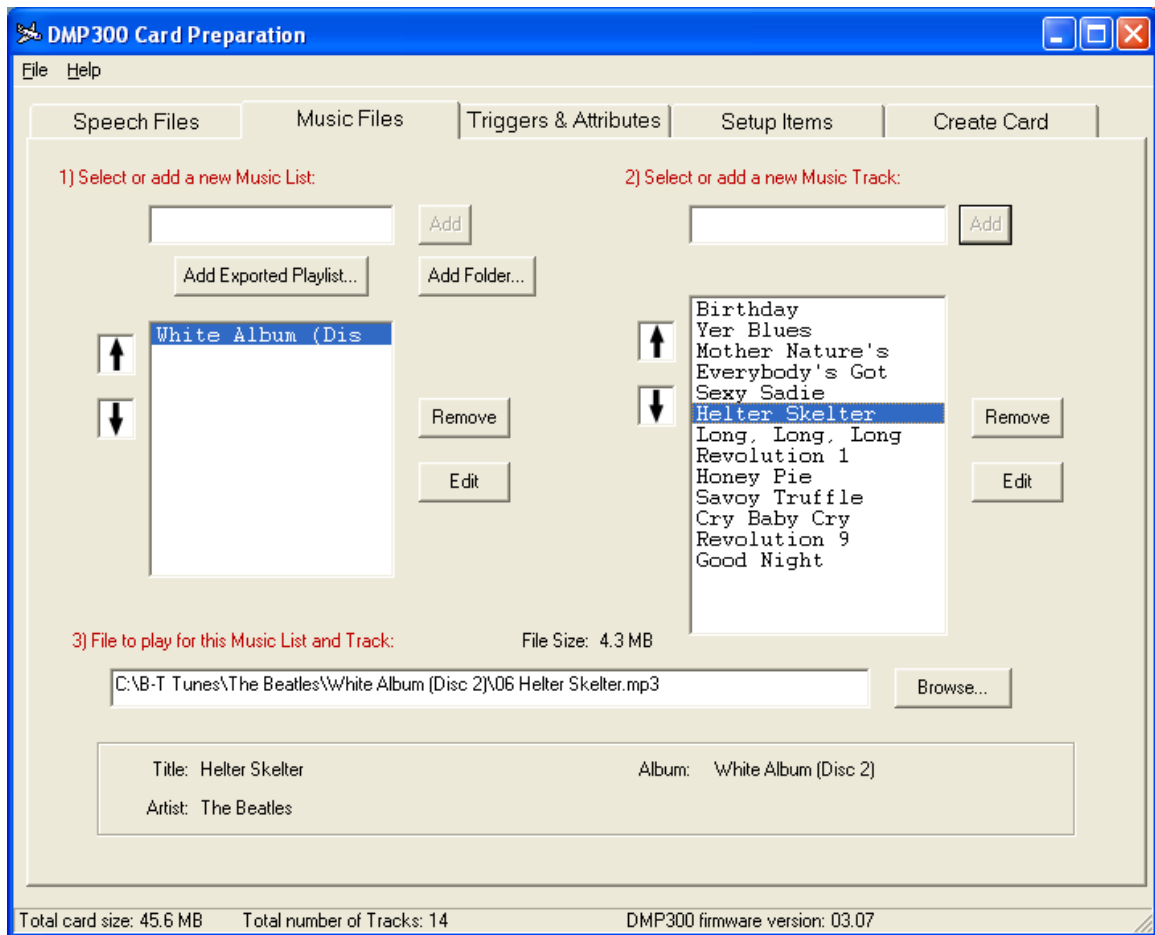 DMP300 Card Preparation
File Help
Speech Files Music Files Triggers & Attributes Setup Items Create Card
1) Select or add a new Music List: 2) Select or add a new Music Track:
Add Add
Add Exported Playlist... Add Folder...
White Album (Dis
Remove
Edit
Birthday
Yer Blues
Mother Nature's
Everybody's Got
Sexy Sadie
Helter Skelter
Long, Long, Long
Revolution 1
Honey Pie
Savoy Truffle
Cry Baby Cry
Revolution 9
Good Night
Remove
Edit
3) File to play for this Music List and Track: File Size: 4.3 MB
C:\B-T Tunes\The Beatles\White Album (Disc 2)\06 Helter Skelter.mp3 Browse...
Title: Helter Skelter Album: White Album (Disc 2)
Artist: The Beatles
Total card size: 45.6 MB Total number of Tracks: 14 DMP300 firmware version: 03.07